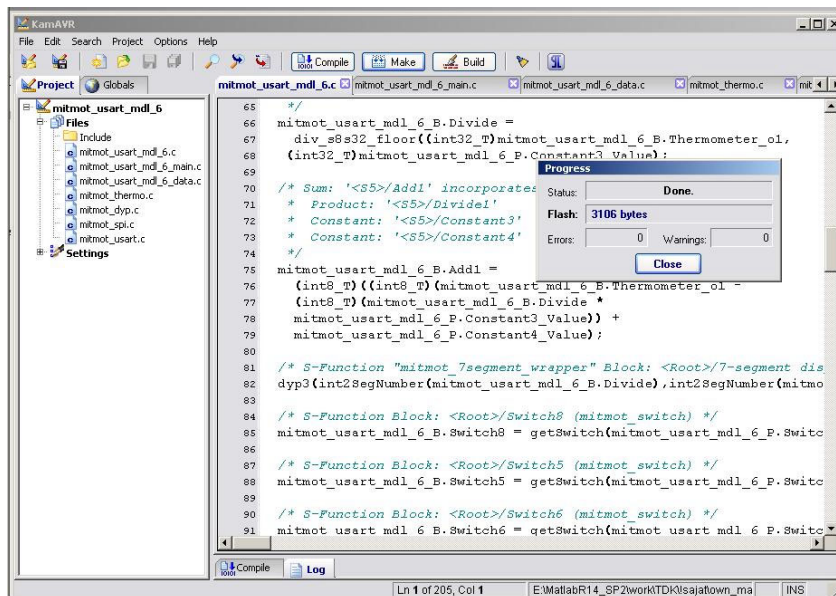 KamAVR
File Edit Search Project Options Help
Compile Make Build
Project Globals
mitmot_usart_mdl_6.c mitmot_usart_mdl_6_main.c mitmot_usart_mdl_6_data.c mitmot_thermo.c mit
mitmot_usart_mdl_6
Files
Include
mitmot_usart_mdl_6.c
mitmot_usart_mdl_6_main.c
mitmot_usart_mdl_6_data.c
mitmot_thermo.c
mitmot_dyp.c
mitmot_spi.c
mitmot_usart.c
Settings
65 */
66 mitmot_usart_mdl_6_B.Divide =
67 div_s8s32_floor((int32_T)mitmot_usart_mdl_6_B.Thermometer_o1,
68 (int32_T)mitmot_usart_mdl_6_P.Constant3_Value);
69
70 /* Sum: '<S5>/Add1' incorporates
71 * Product: '<S5>/Divide1'
72 * Constant: '<S5>/Constant3'
73 * Constant: '<S5>/Constant4'
74 */
75 mitmot_usart_mdl_6_B.Add1 =
76 (int8_T)((int8_T)(mitmot_usart_mdl_6_B.Thermometer_o1 -
77 (int8_T)(mitmot_usart_mdl_6_B.Divide *
78 mitmot_usart_mdl_6_P.Constant3_Value)) +
79 mitmot_usart_mdl_6_P.Constant4_Value);
80
81 /* S-Function "mitmot_7segment_wrapper" Block: <Root>/7-segment dis
82 dyp3(int2SegNumber(mitmot_usart_mdl_6_B.Divide),int2SegNumber(mitmo
83
84 /* S-Function Block: <Root>/Switch8 (mitmot_switch) */
85 mitmot_usart_mdl_6_B.Switch8 = getSwitch(mitmot_usart_mdl_6_P.Switc
86
87 /* S-Function Block: <Root>/Switch5 (mitmot_switch) */
88 mitmot_usart_mdl_6_B.Switch5 = getSwitch(mitmot_usart_mdl_6_P.Switc
89
90 /* S-Function Block: <Root>/Switch6 (mitmot_switch) */
91 mitmot_usart_mdl_6_B.Switch6 = getSwitch(mitmot_usart_mdl_6_P.Switc
Progress
Status: Done.
Flash: 3106 bytes
Errors: 0 Warnings: 0
Close
Compile Log
Ln 1 of 205, Col 1 E:\MatlabR14_SP2\work\TDK\!sajat\own_ma INS